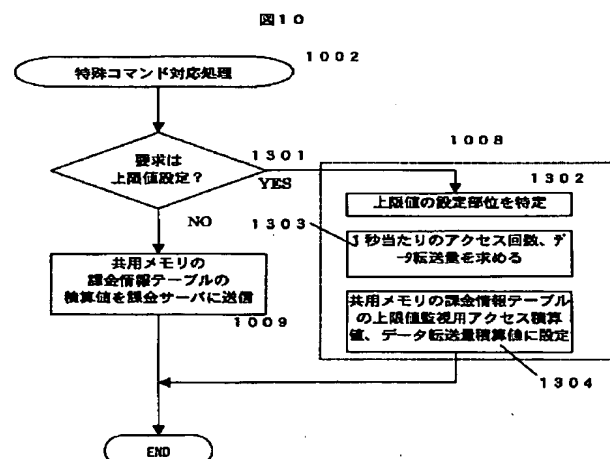 図10
特殊コマンド対応処理
1002
要求は
上限値設定?
1301
YES
NO
1008
1302
上限値の設定部位を特定
1303
1秒当たりのアクセス回数、デ
ータ転送量を求める
共用メモリの
課金情報テーブルの
積算値を課金サーバに送信
1009
共用メモリの課金情報テーブル
の上限値監視用アクセス積算
値、データ転送量積算値に設定
1304
END